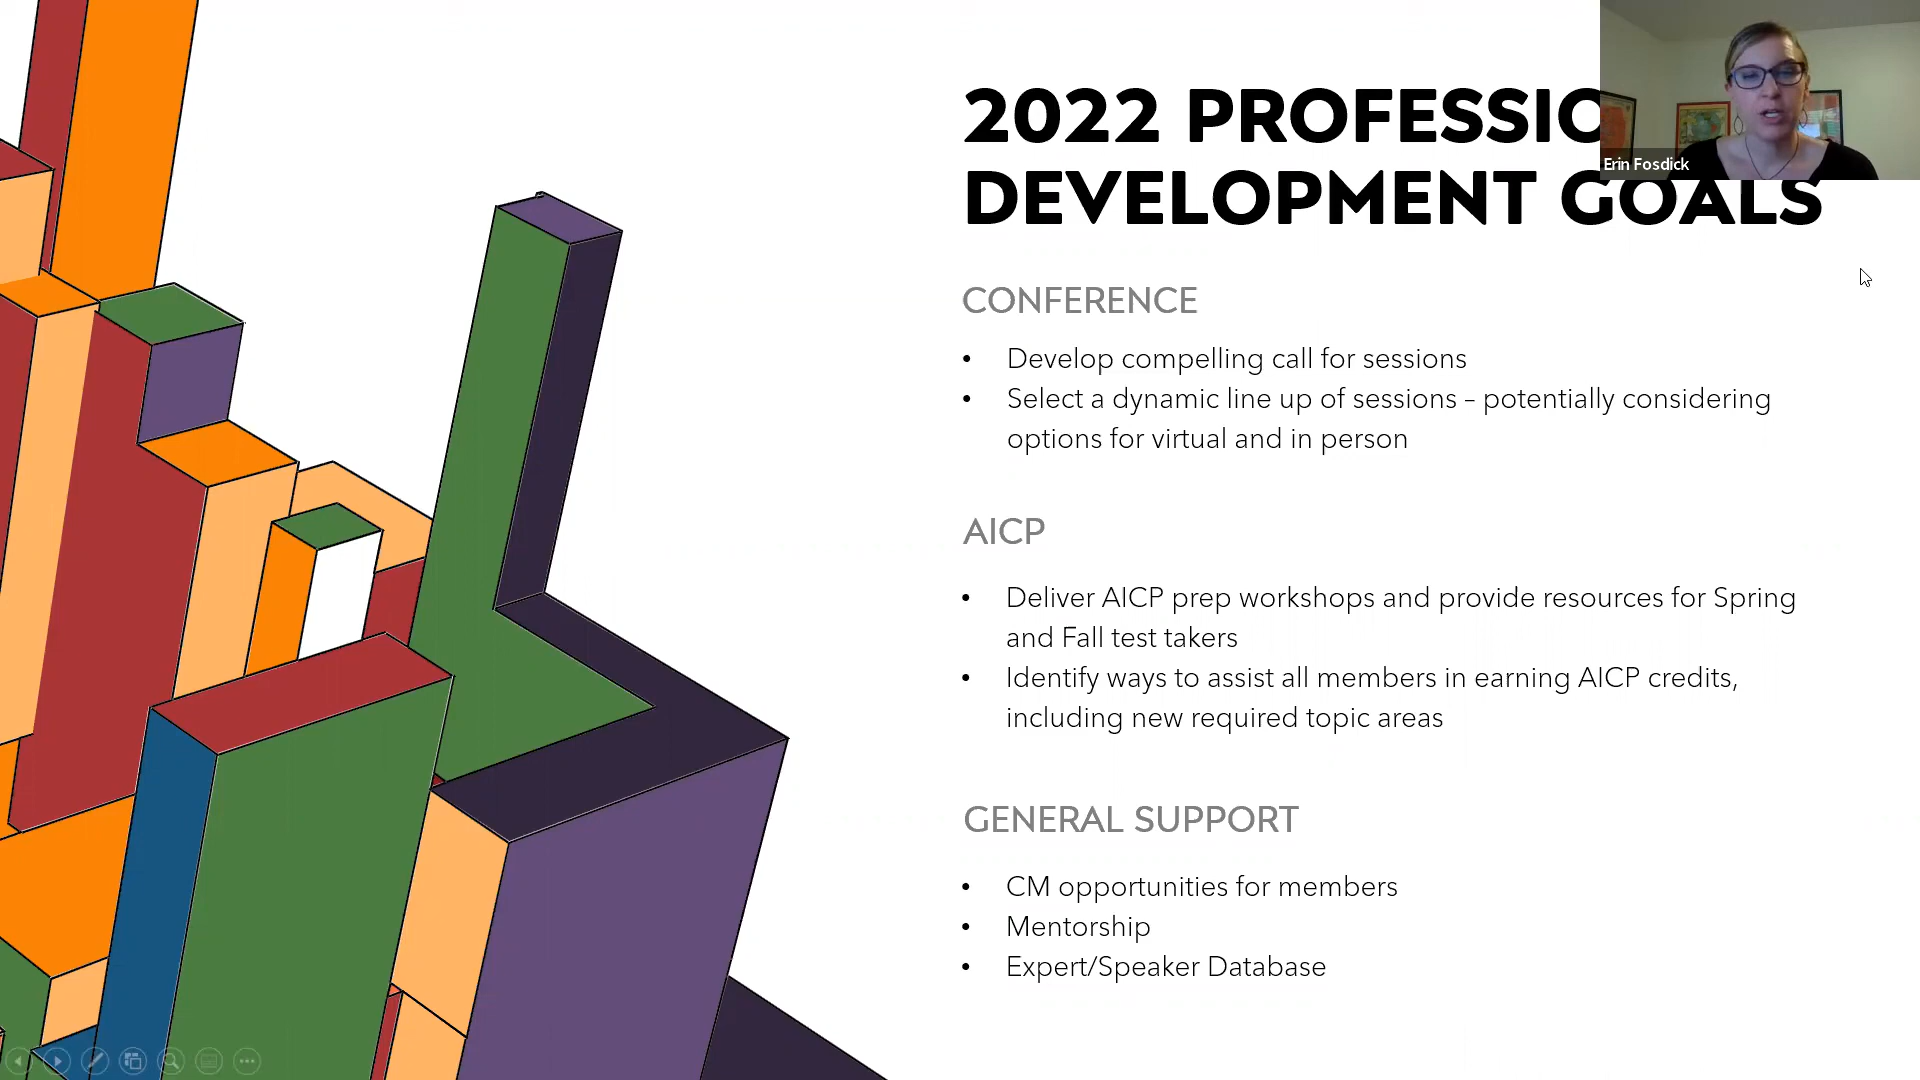 2022 PROFESSIO
DEVELOPMENT GOALS
Erin Fosdick
CONFERENCE
• Develop compelling call for sessions
• Select a dynamic line up of sessions – potentially considering
options for virtual and in person
AICP
• Deliver AICP prep workshops and provide resources for Spring
and Fall test takers
• Identify ways to assist all members in earning AICP credits,
including new required topic areas
GENERAL SUPPORT
• CM opportunities for members
• Mentorship
• Expert/Speaker Database